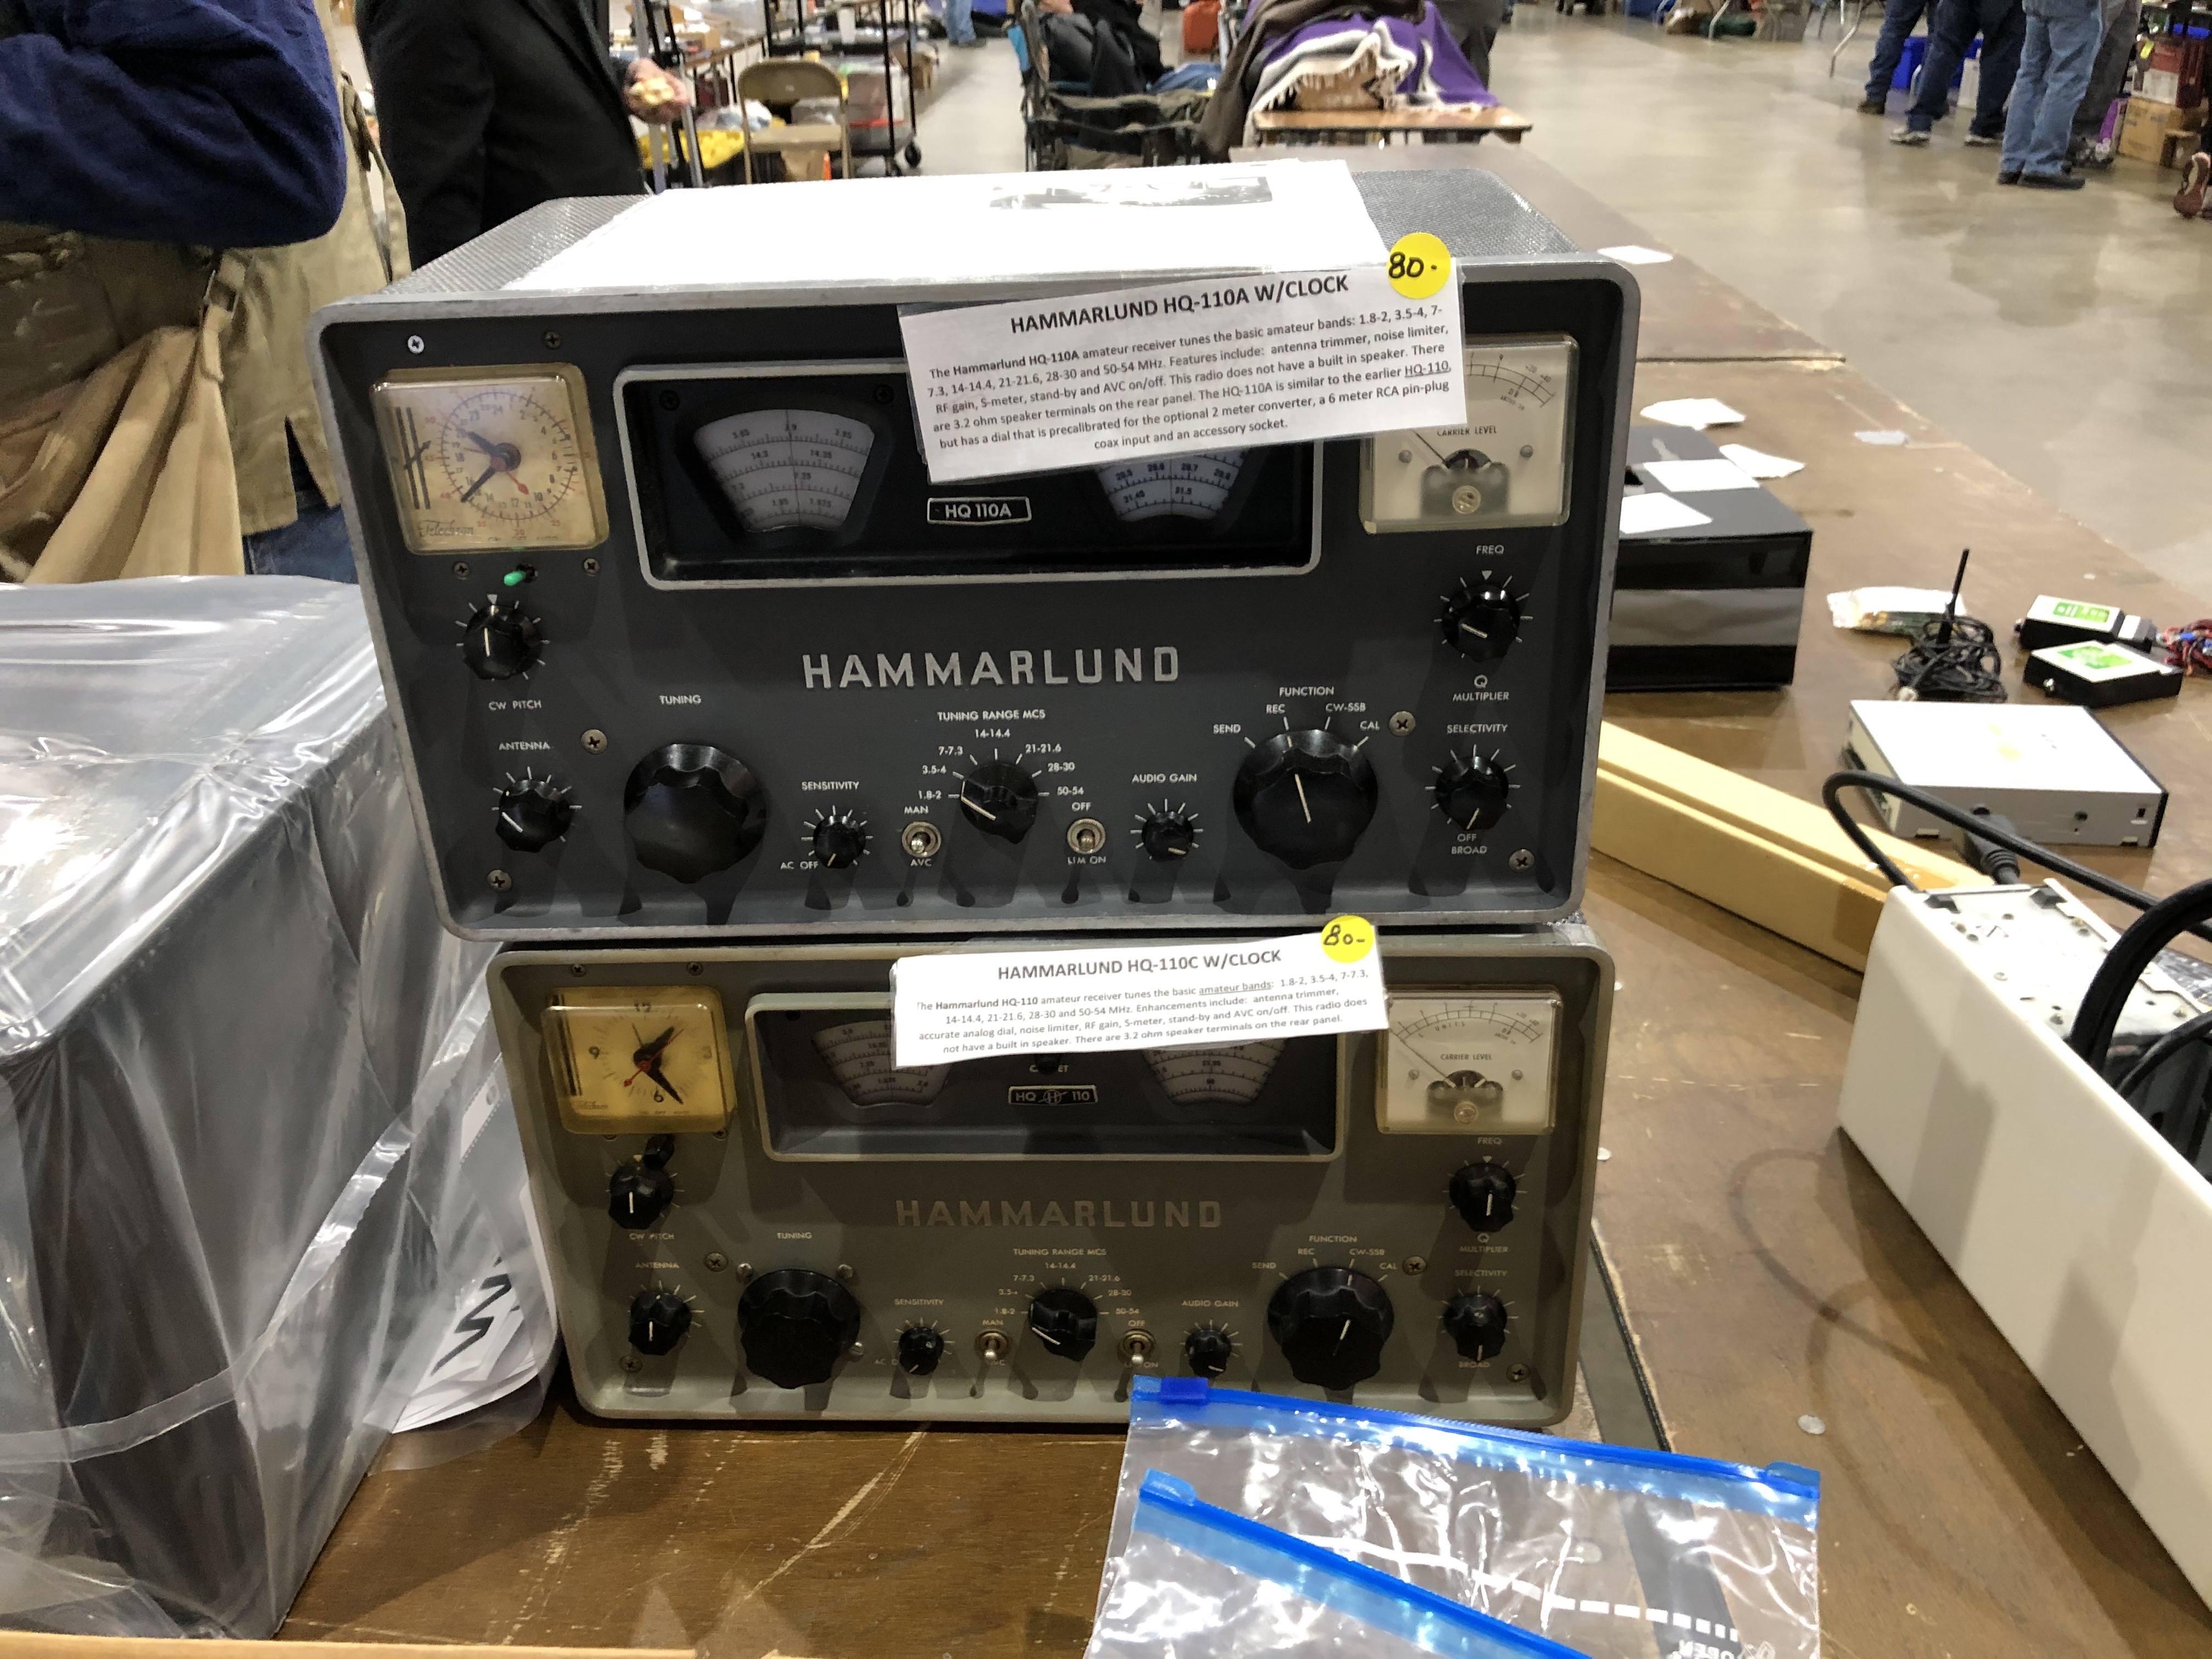 80.
HAMMARLUND HQ-110A W/CLOCK
The Hammarlund HQ-110A amateur receiver tunes the basic amateur bands: 1.8-2, 3.5-4, 7-
7.3, 14-14.4, 21-21.6, 28-30 and 50-54 MHz. Features include: antenna trimmer, noise limiter,
RF gain, S-meter, stand-by and AVC on/off. This radio does not have a built in speaker. There
are 3.2 ohm speaker terminals on the rear panel. The HQ-110A is similar to the earlier HQ-110,
but has a dial that is precalibrated for the optional 2 meter converter, a 6 meter RCA pin-plug
coax input and an accessory socket.
CARRIER LEVEL
Telechron
HQ 110A
FREQ
HAMMARLUND
Q
MULTIPLIER
CW PITCH
TUNING
FUNCTION
REC
CW-SSB
SEND
CAL
TUNING RANGE MCS
14-14.4
7-7.3
21-21.6
3.5-4
28-30
1.8-2
50-54
ANTENNA
SELECTIVITY
SENSITIVITY
MAN
OFF
AUDIO GAIN
AC OFF
AVC
LIM ON
OFF
BROAD
80-
HAMMARLUND HQ-110C W/CLOCK
The Hammarlund HQ-110 amateur receiver tunes the basic amateur bands: 1.8-2, 3.5-4, 7-7.3,
14-14.4, 21-21.6, 28-30 and 50-54 MHz. Enhancements include: antenna trimmer,
accurate analog dial, noise limiter, RF gain, S-meter, stand-by and AVC on/off. This radio does
not have a built in speaker. There are 3.2 ohm speaker terminals on the rear panel.
12
9
6
UNITS
CARRIER LEVEL
HQ 110
FREQ
HAMMARLUND
Q
MULTIPLIER
CW PITCH
TUNING
FUNCTION
REC
CW-SSB
SEND
CAL
TUNING RANGE MCS
14-14.4
7-7.3
21-21.6
28-30
1.8-2
50-54
ANTENNA
SELECTIVITY
SENSITIVITY
MAN
OFF
AUDIO GAIN
AC
BROAD
OPEN